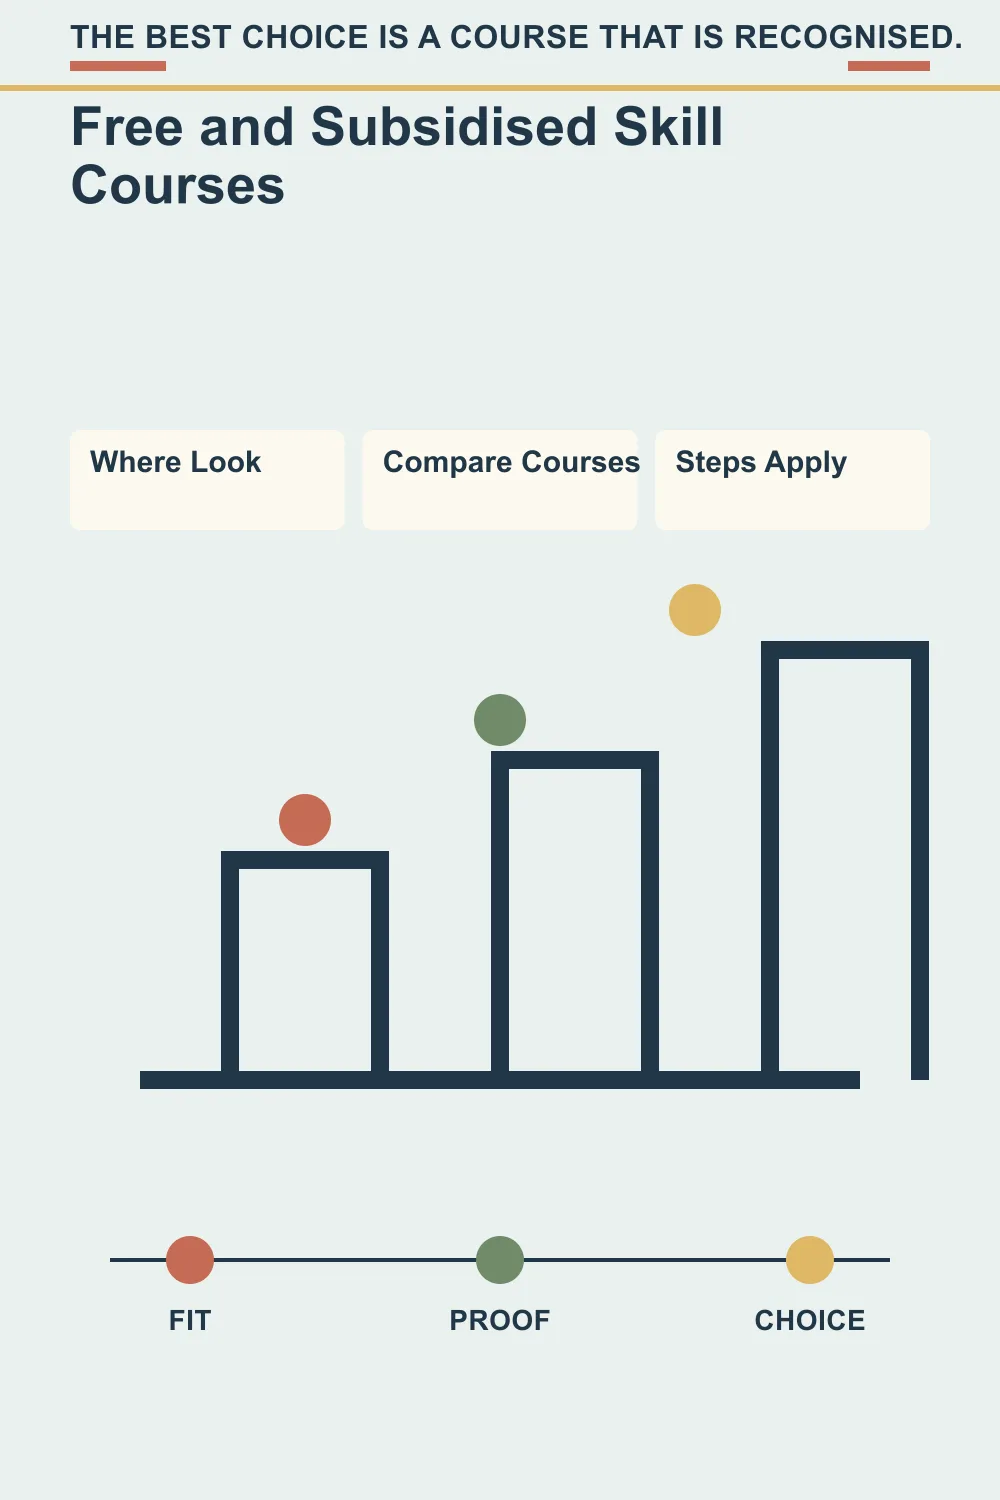 THE BEST CHOICE IS A COURSE THAT IS RECOGNISED.
Free and Subsidised Skill
Courses
Where Look
Compare Courses
Steps Apply
FIT
PROOF
CHOICE